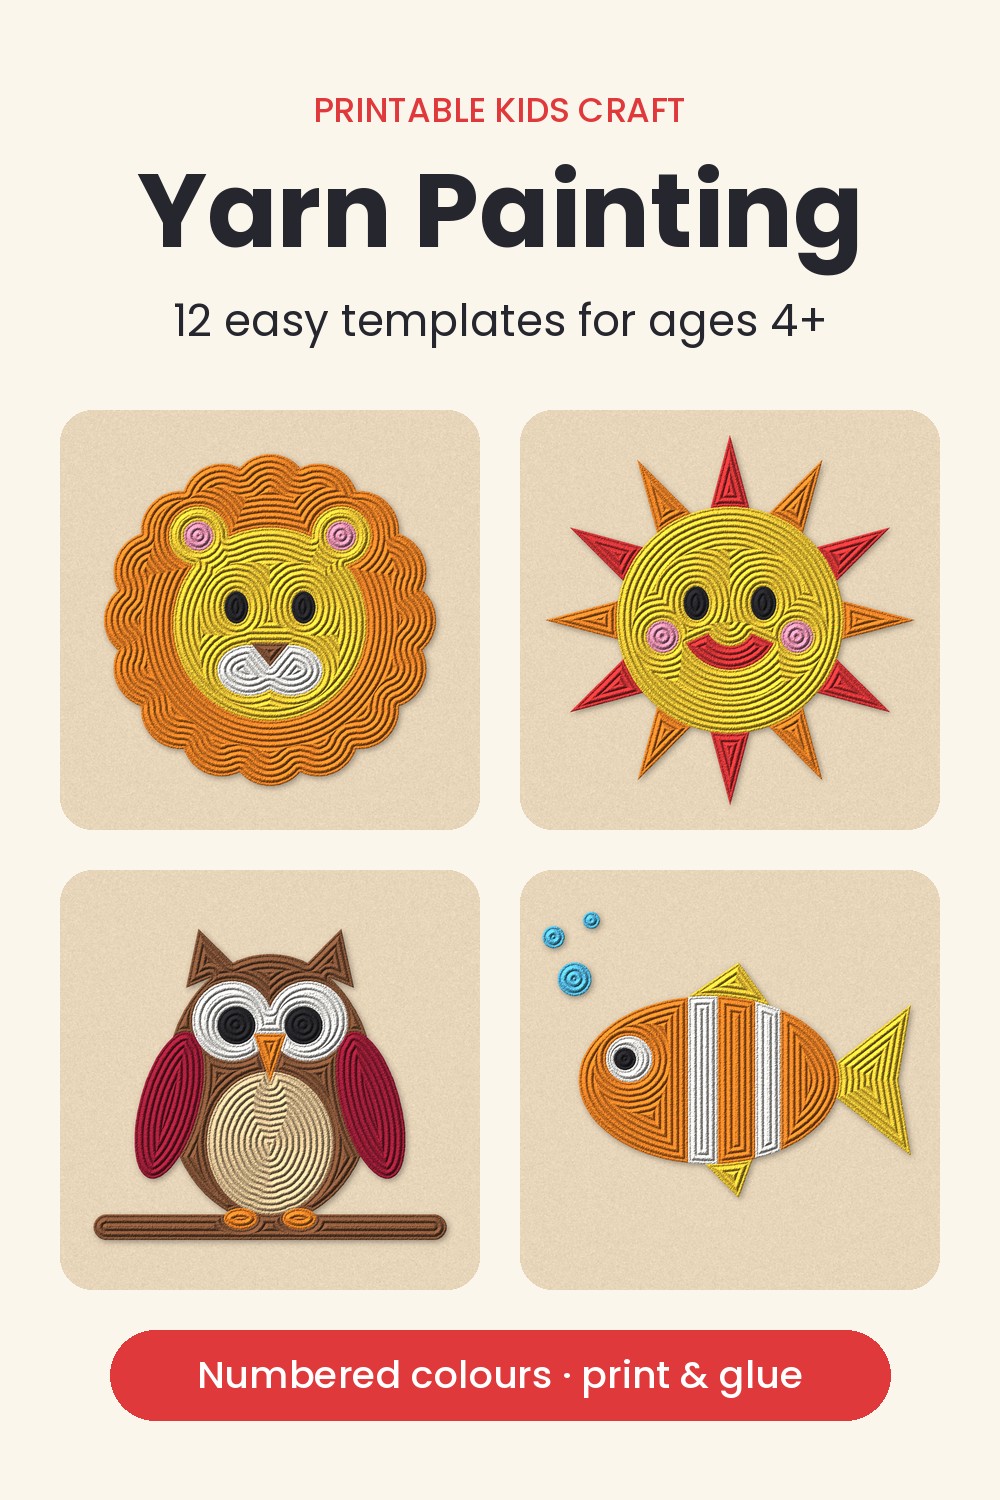 PRINTABLE KIDS CRAFT
Yarn Painting
12 easy templates for ages 4+
Numbered colours · print & glue